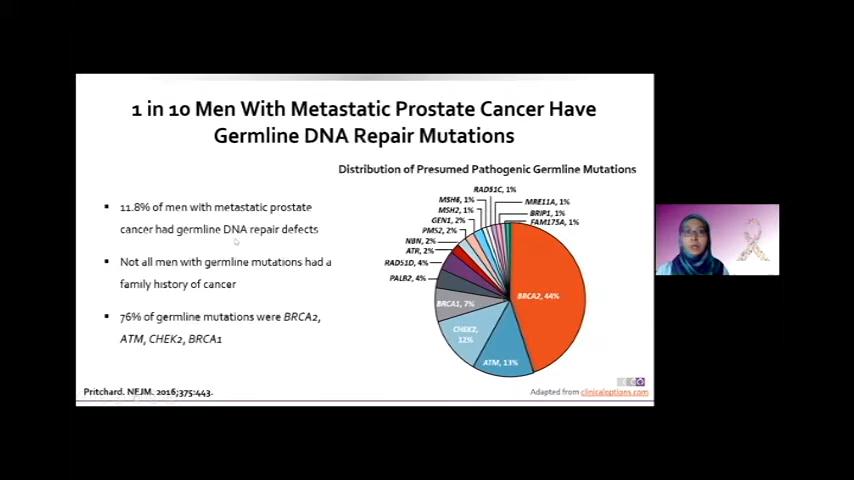 1 in 10 Men With Metastatic Prostate Cancer Have
Germline DNA Repair Mutations
Distribution of Presumed Pathogenic Germline Mutations
▪ 11.8% of men with metastatic prostate
cancer had germline DNA repair defects
▪ Not all men with germline mutations had a
family history of cancer
▪ 76% of germline mutations were BRCA2,
ATM, CHEK2, BRCA1
RAD51C, 1%
MSH6, 1%
MRE11A, 1%
MSH2, 1%
BRIP1, 1%
GEN1, 2%
FAM175A, 1%
PMS2, 2%
NBN, 2%
ATR, 2%
RAD51D, 4%
PALB2, 4%
BRCA2, 44%
BRCA1, 7%
CHEK2,
12%
ATM, 13%
Pritchard. NEJM. 2016;375:443.
Adapted from clinicaloptions.com